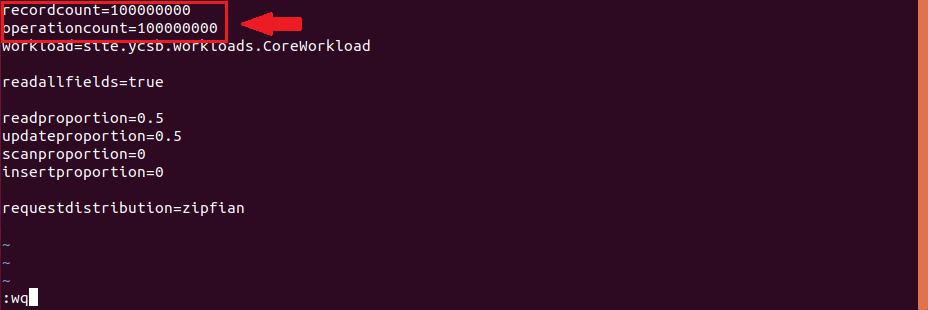 recordcount=100000000
operationcount=100000000
workload=site.ycsb.workloads.CoreWorkload
readallfields=true
readproportion=0.5
updateproportion=0.5
scanproportion=0
insertproportion=0
requestdistribution=zipfian
~
~
~
:wq